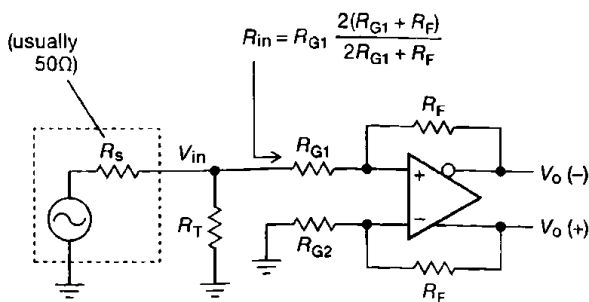 (usually
50Ω)
R_in = R_G1 2(R_G1 + R_F) / 2R_G1 + R_F
R_s
V_in
R_G1
R_F
+
V_o (−)
R_T
−
V_o (+)
R_G2
R_F